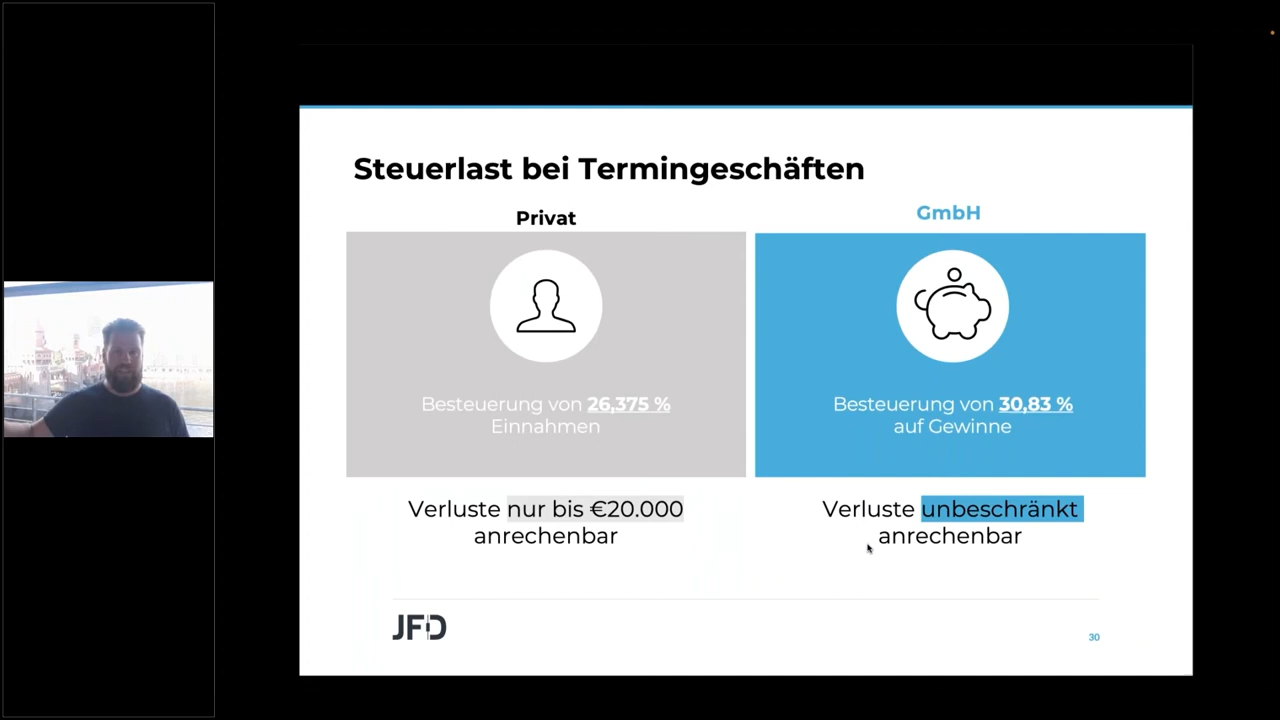 Steuerlast bei Termingeschäften
Privat
GmbH
Besteuerung von 26,375 %
Einnahmen
Besteuerung von 30,83 %
auf Gewinne
Verluste nur bis €20.000
anrechenbar
Verluste unbeschränkt
anrechenbar
JFD
30